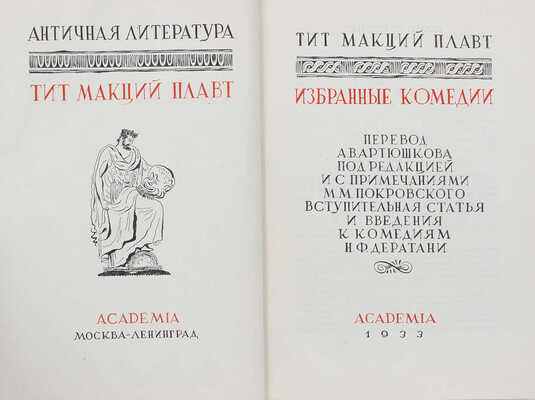 АНТИЧНАЯ ЛИТЕРАТУРА
ТИТ МАКЦИЙ ПЛАВТ
ACADEMIA
МОСКВА–ЛЕНИНГРАД
ТИТ МАКЦИЙ ПЛАВТ
ИЗБРАННЫЕ КОМЕДИИ
ПЕРЕВОД
А.В.АРТЮШКОВА
ПОД РЕДАКЦИЕЙ
И С ПРИМЕЧАНИЯМИ
М.М.ПОКРОВСКОГО
ВСТУПИТЕЛЬНАЯ СТАТЬЯ
И ВВЕДЕНИЯ
К КОМЕДИЯМ
Н.Ф.ДЕРАТАНИ
ACADEMIA
1933